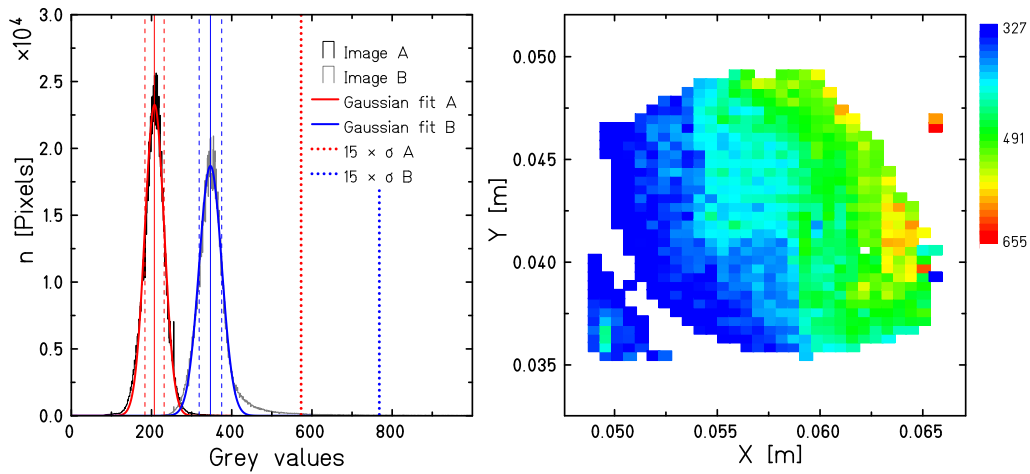 ×10⁴
3.0
2.5
2.0
1.5
1.0
0.5
0.0
n [Pixels]
0
200
400
600
800
Grey values
Image A
Image B
Gaussian fit A
Gaussian fit B
15 × σ A
15 × σ B
0.050
0.045
0.040
0.035
Y [m]
0.050
0.055
0.060
0.065
X [m]
327
491
655